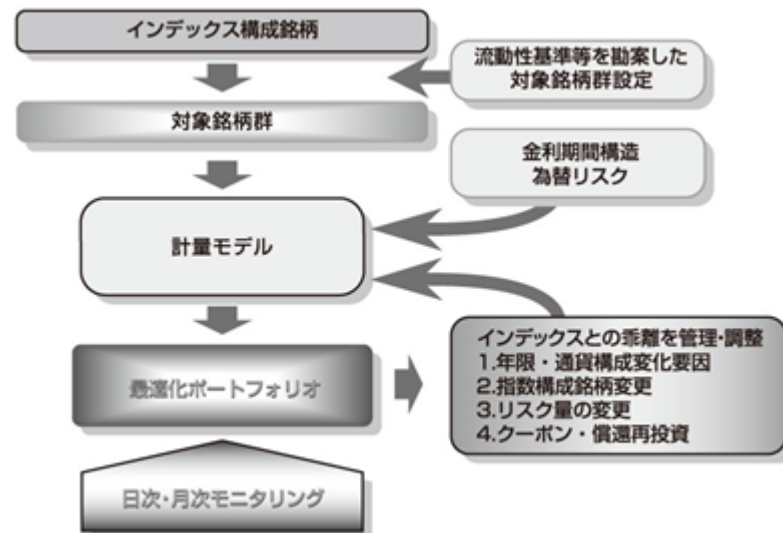 インデックス構成銘柄
流動性基準等を勘案した
対象銘柄群設定
対象銘柄群
金利期間構造
為替リスク
計量モデル
インデックスとの乖離を管理・調整
1.年限・通貨構成変化要因
2.指数構成銘柄変更
3.リスク量の変更
4.クーポン・償還再投資
最適化ポートフォリオ
日次・月次モニタリング